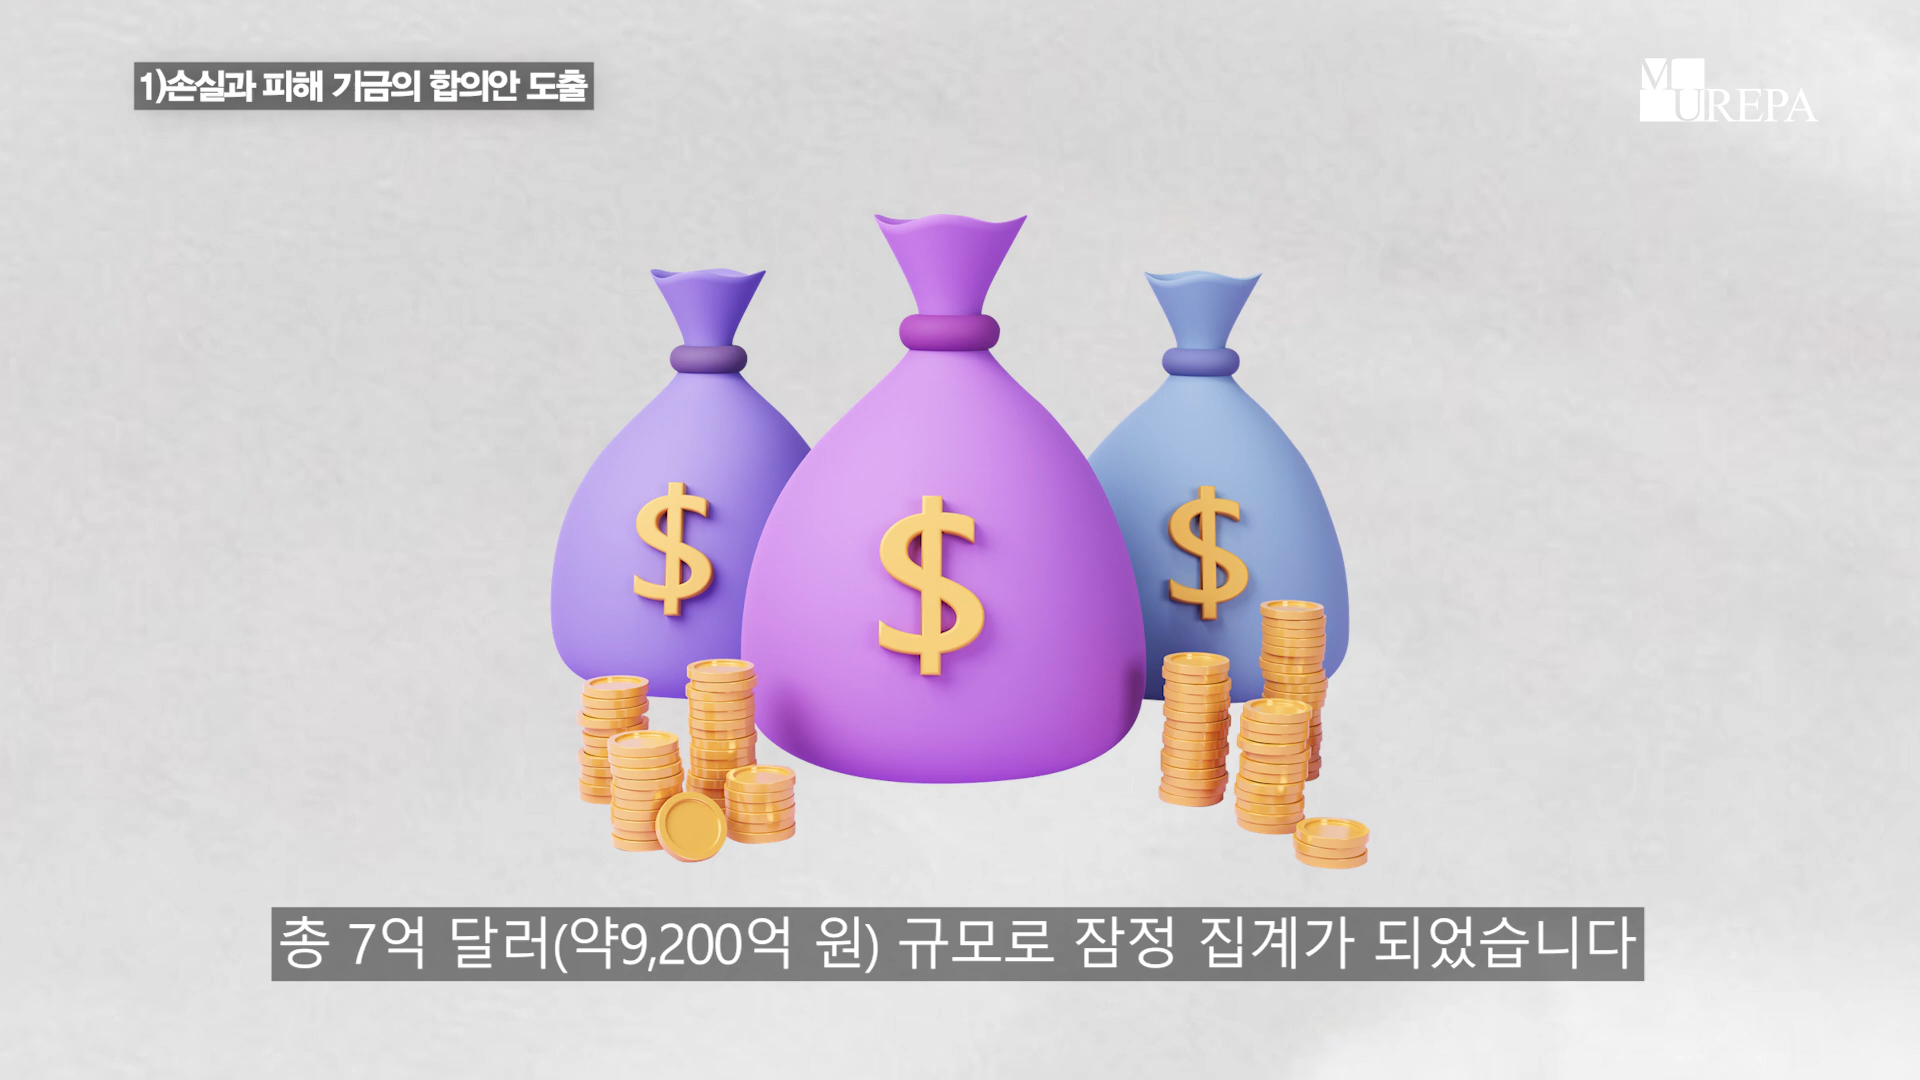 1)손실과 피해 기금의 합의안 도출
MUREPA
$
$
$
총 7억 달러(약9,200억 원) 규모로 잠정 집계가 되었습니다